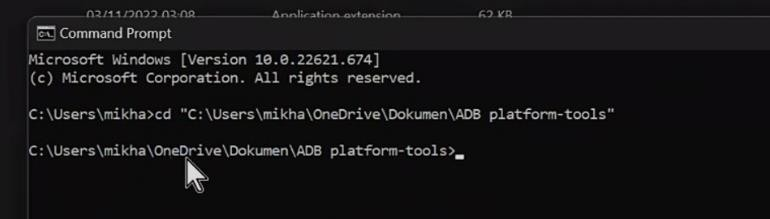 03/11/2022 03:08 Application extension 62 KB
Command Prompt
Microsoft Windows [Version 10.0.22621.674]
(c) Microsoft Corporation. All rights reserved.
C:\Users\mikha>cd "C:\Users\mikha\OneDrive\Dokumen\ADB platform-tools"
C:\Users\mikha\OneDrive\Dokumen\ADB platform-tools>